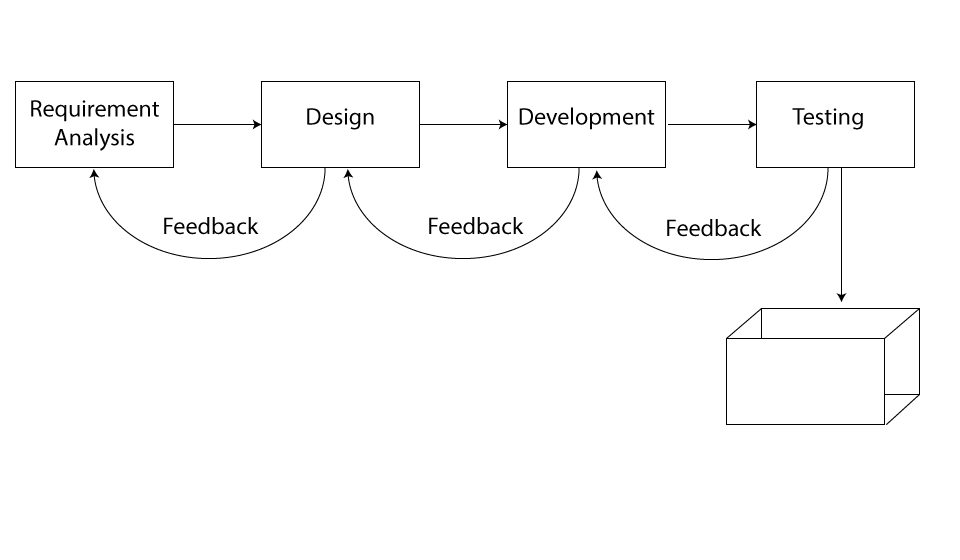 Requirement
Analysis
Design
Development
Testing
Feedback
Feedback
Feedback